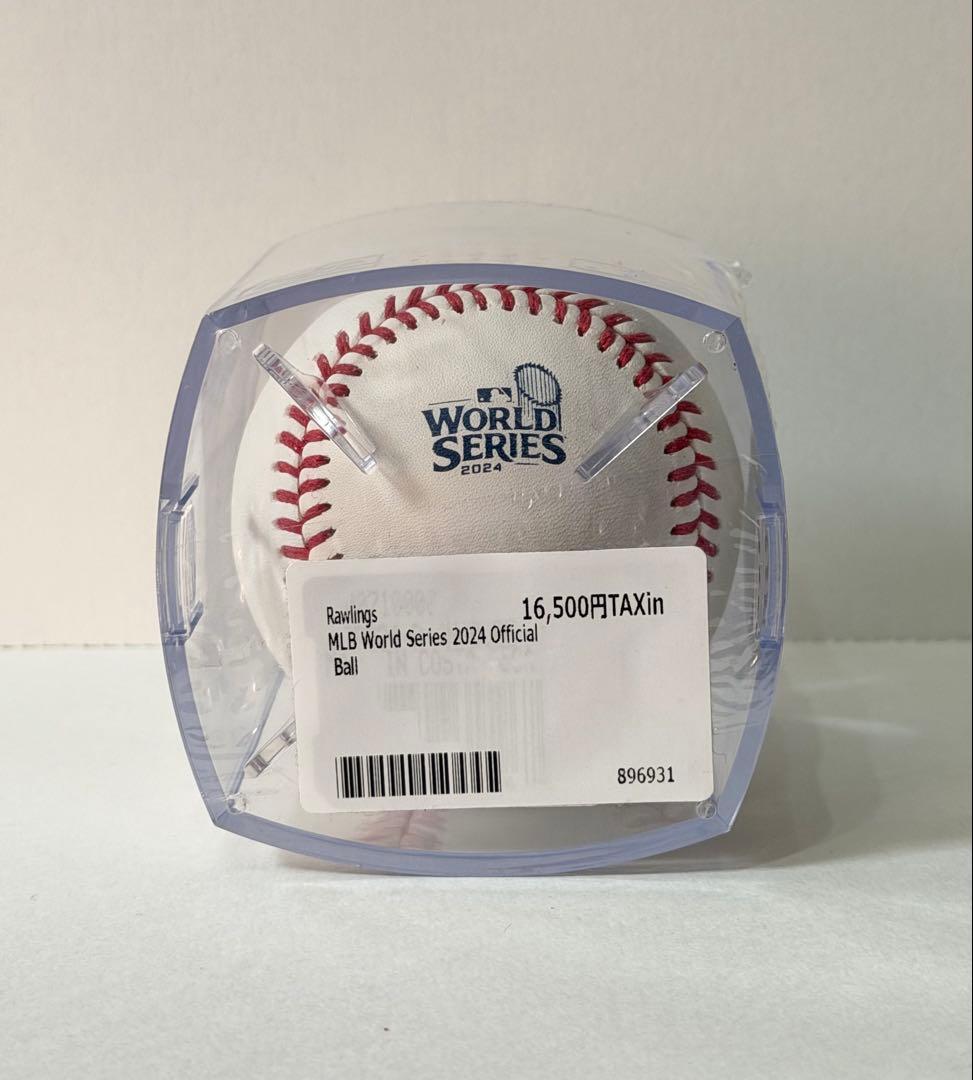 WORLD
SERIES
2024
Rawlings
16,500円TAXin
MLB World Series 2024 Official
Ball
896931